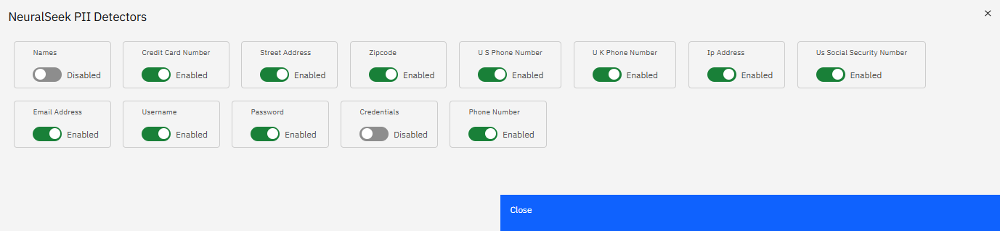 NeuralSeek PII Detectors
Names
Credit Card Number
Street Address
Zipcode
U S Phone Number
U K Phone Number
Ip Address
Us Social Security Number
Disabled
Enabled
Enabled
Enabled
Enabled
Enabled
Enabled
Enabled
Email Address
Username
Password
Credentials
Phone Number
Enabled
Enabled
Enabled
Disabled
Enabled
Close